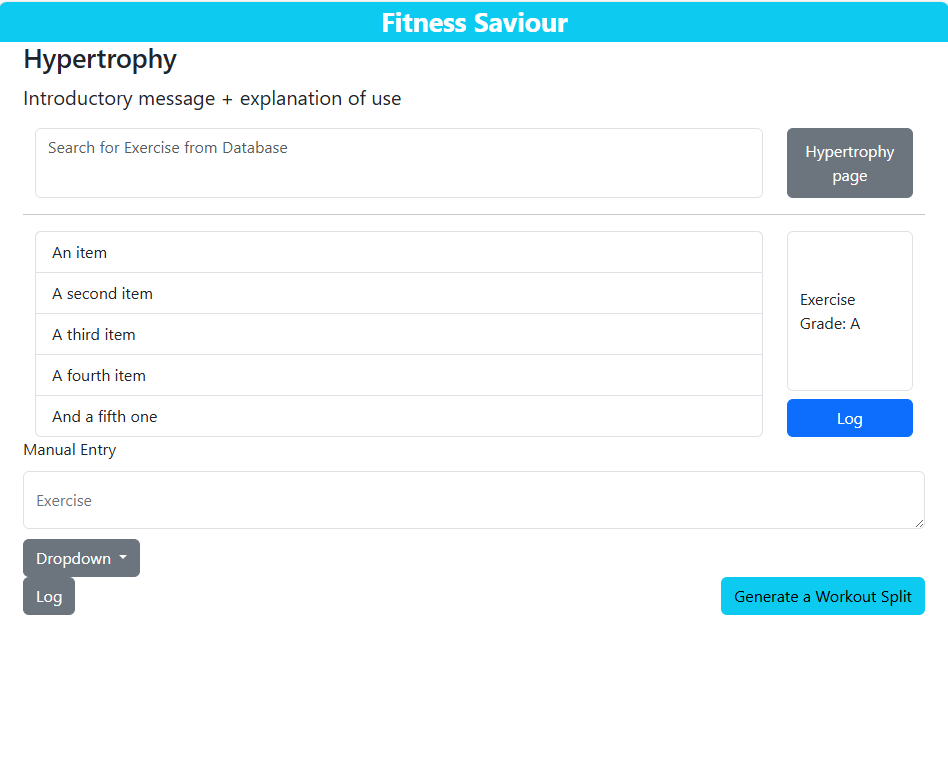 Fitness Saviour
Hypertrophy
Introductory message + explanation of use
Search for Exercise from Database
Hypertrophy
page
An item
A second item
A third item
A fourth item
And a fifth one
Exercise
Grade: A
Log
Manual Entry
Exercise
Dropdown
Log
Generate a Workout Split